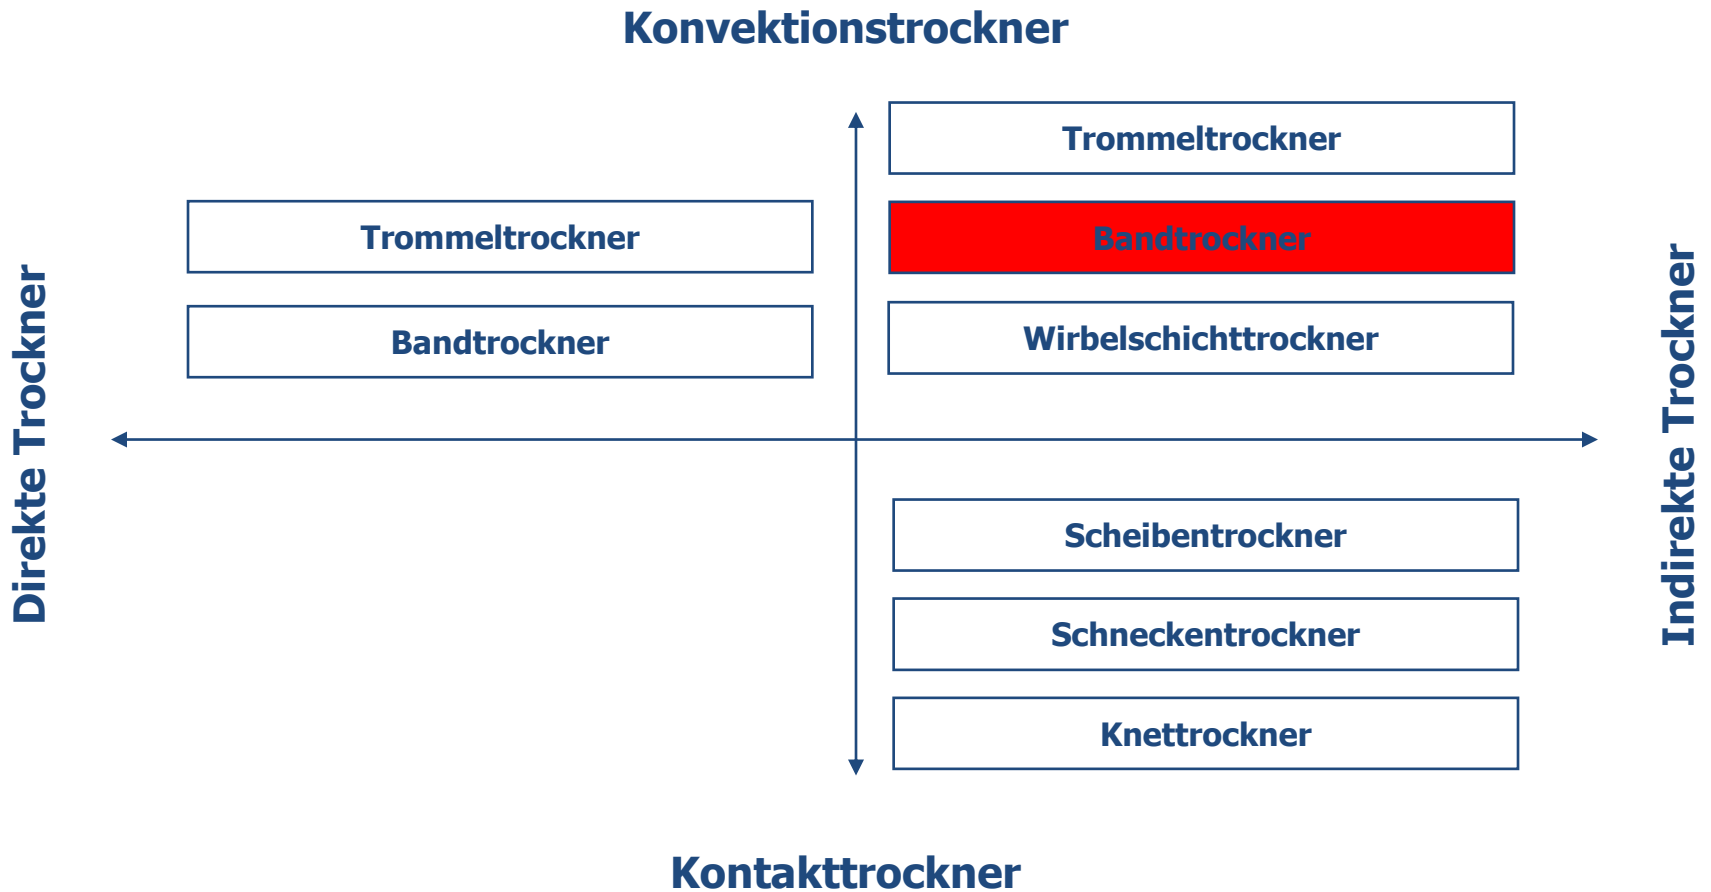 Konvektionstrockner
Trommeltrockner
Trommeltrockner
Bandtrockner
Bandtrockner
Wirbelschichttrockner
Direkte Trockner
Indirekte Trockner
Scheibentrockner
Schneckentrockner
Knettrockner
Kontakttrockner